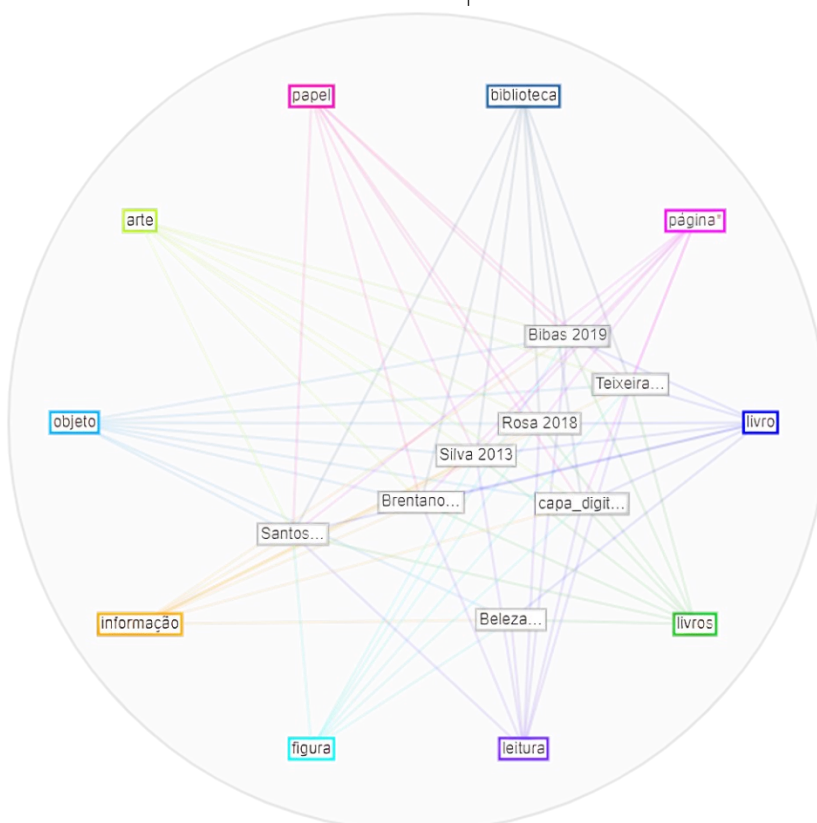 papel
biblioteca
arte
página*
Bibas 2019
Teixeira...
objeto
Rosa 2018
livro
Silva 2013
Brentano...
capa_digit...
Santos...
informação
Beleza...
livros
figura
leitura